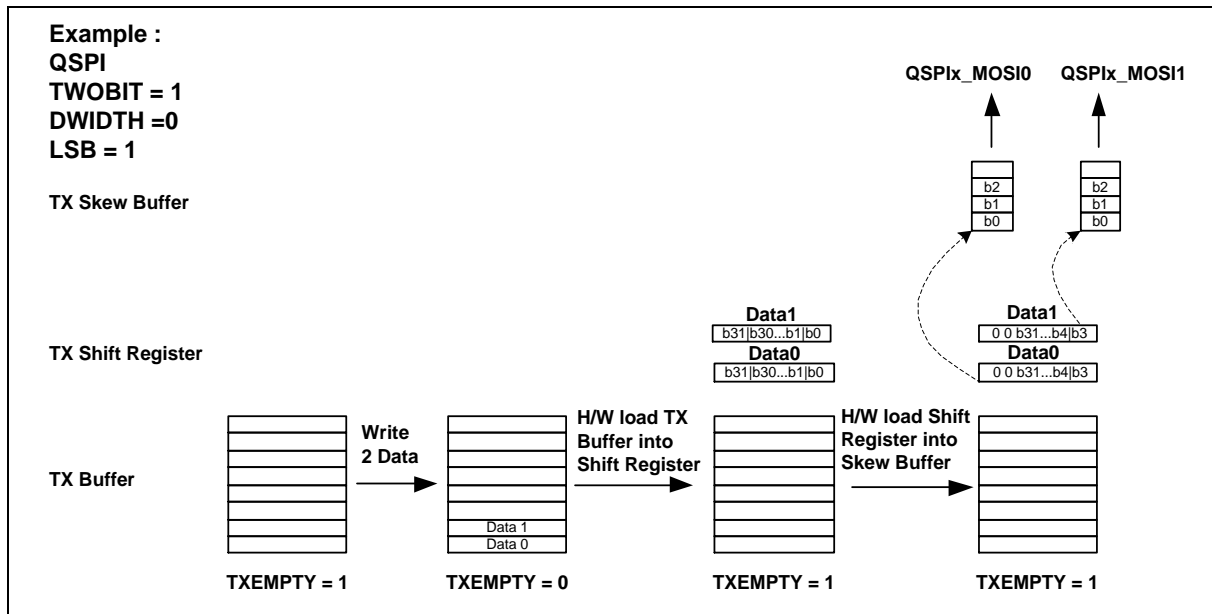 Example :
QSPI
TWOBIT = 1
DWIDTH =0
LSB = 1
QSPIx_MOSI0 QSPIx_MOSI1
TX Skew Buffer
b2 b2
b1 b1
b0 b0
TX Shift Register
Data1
b31|b30...b1|b0
Data0
b31|b30...b1|b0
Data1
0 0 b31...b4|b3
Data0
0 0 b31...b4|b3
TX Buffer
Write
2 Data
Data 1
Data 0
H/W load TX
Buffer into
Shift Register
H/W load Shift
Register into
Skew Buffer
TXEMPTY = 1 TXEMPTY = 0 TXEMPTY = 1 TXEMPTY = 1